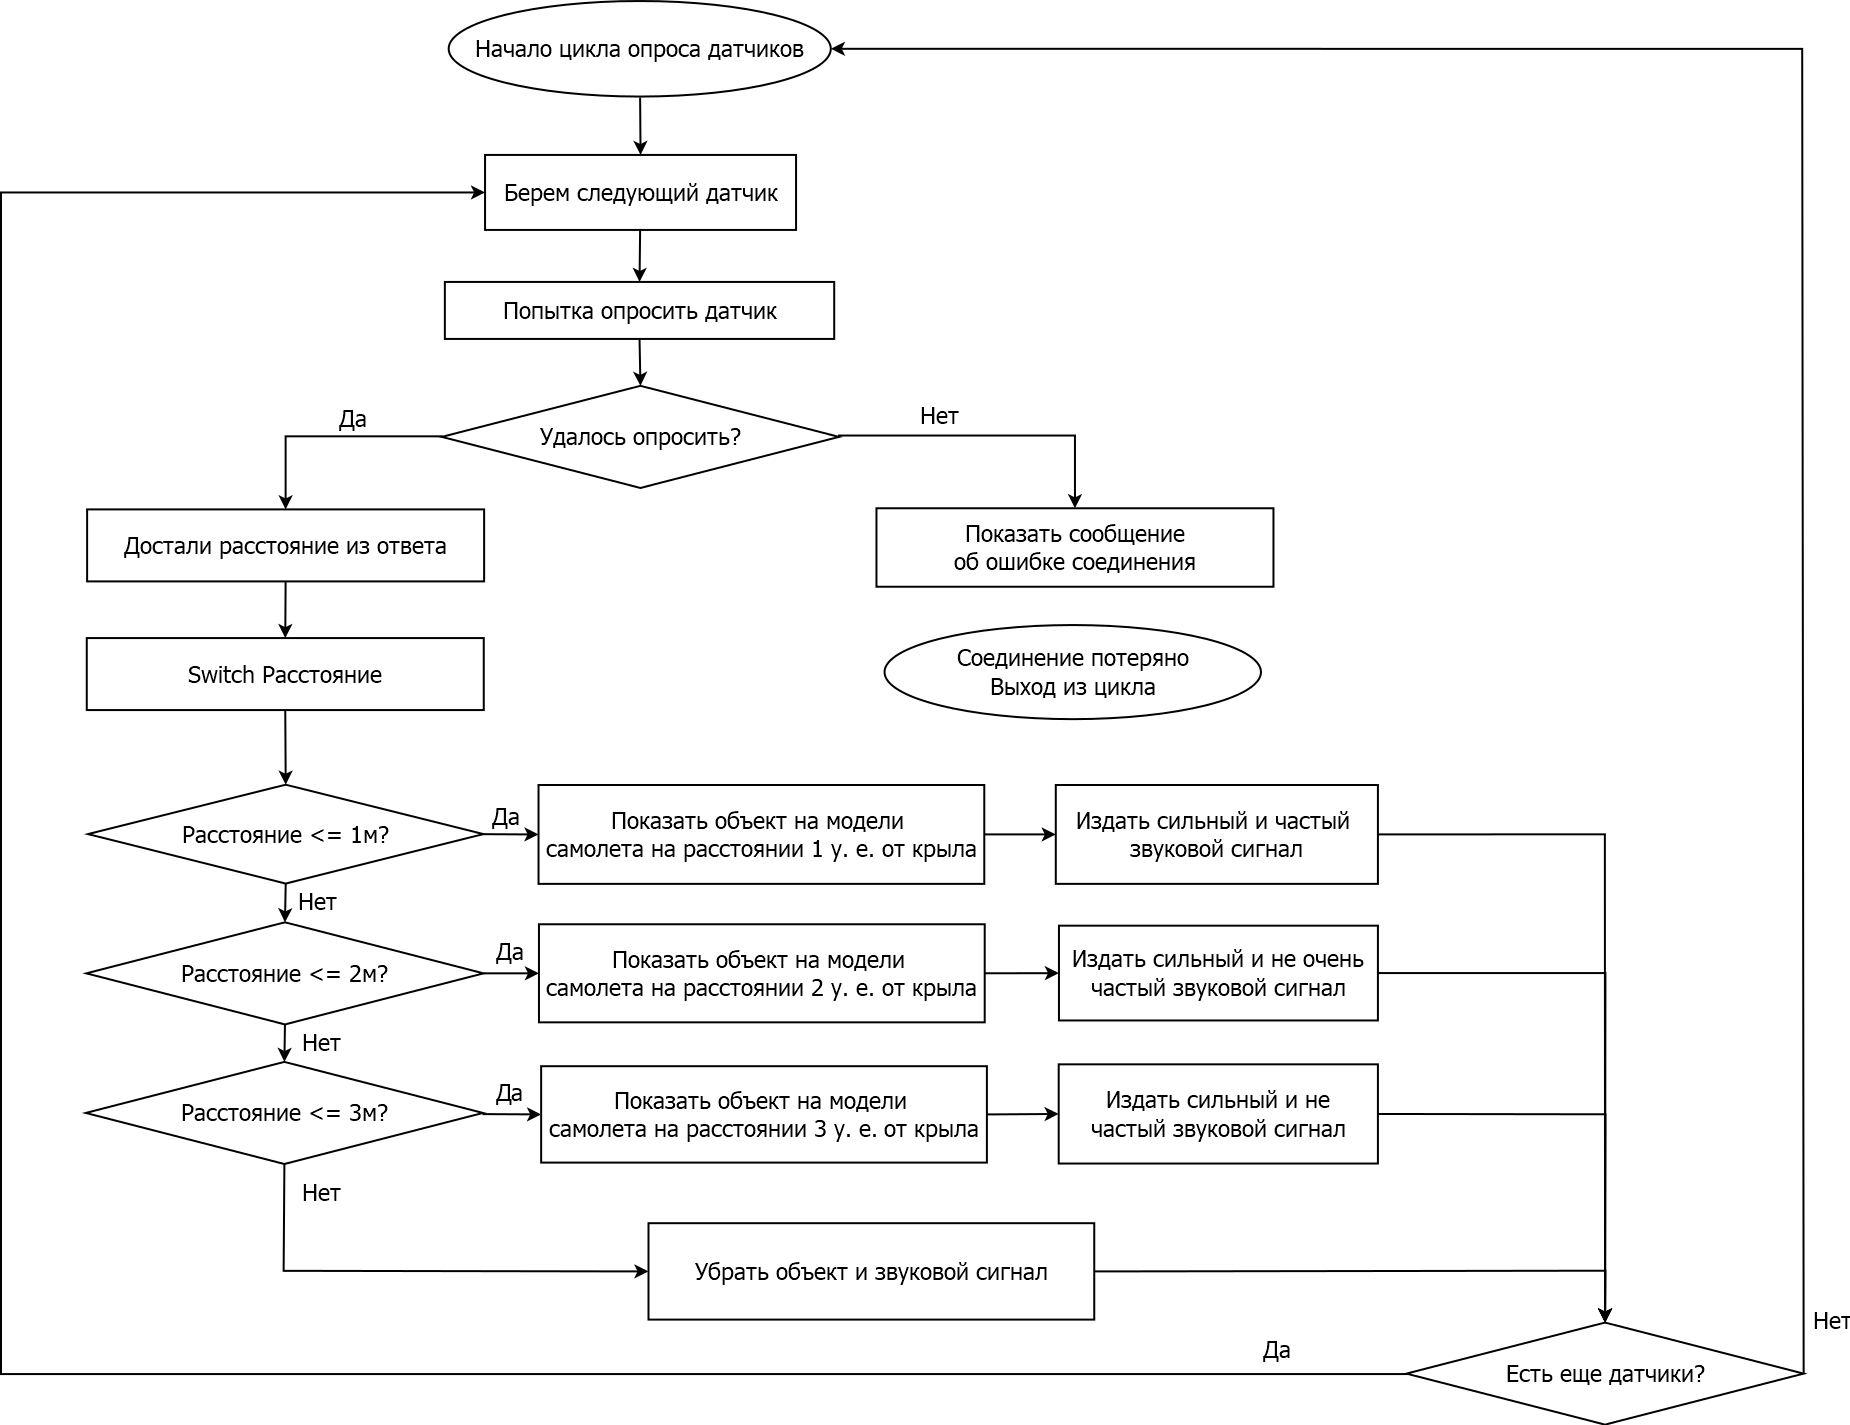 Начало цикла опроса датчиков
Берем следующий датчик
Попытка опросить датчик
Удалось опросить?
Да
Нет
Достали расстояние из ответа
Показать сообщение
об ошибке соединения
Switch Расстояние
Соединение потеряно
Выход из цикла
Расстояние <= 1м?
Да
Показать объект на модели
самолета на расстоянии 1 у. е. от крыла
Издать сильный и частый
звуковой сигнал
Нет
Расстояние <= 2м?
Да
Показать объект на модели
самолета на расстоянии 2 у. е. от крыла
Издать сильный и не очень
частый звуковой сигнал
Нет
Расстояние <= 3м?
Да
Показать объект на модели
самолета на расстоянии 3 у. е. от крыла
Издать сильный и не
частый звуковой сигнал
Нет
Убрать объект и звуковой сигнал
Есть еще датчики?
Да
Нет